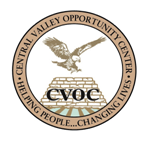 • CENTRAL VALLEY OPPORTUNITY CENTER •
HELPING PEOPLE...CHANGING LIVES
CVOC